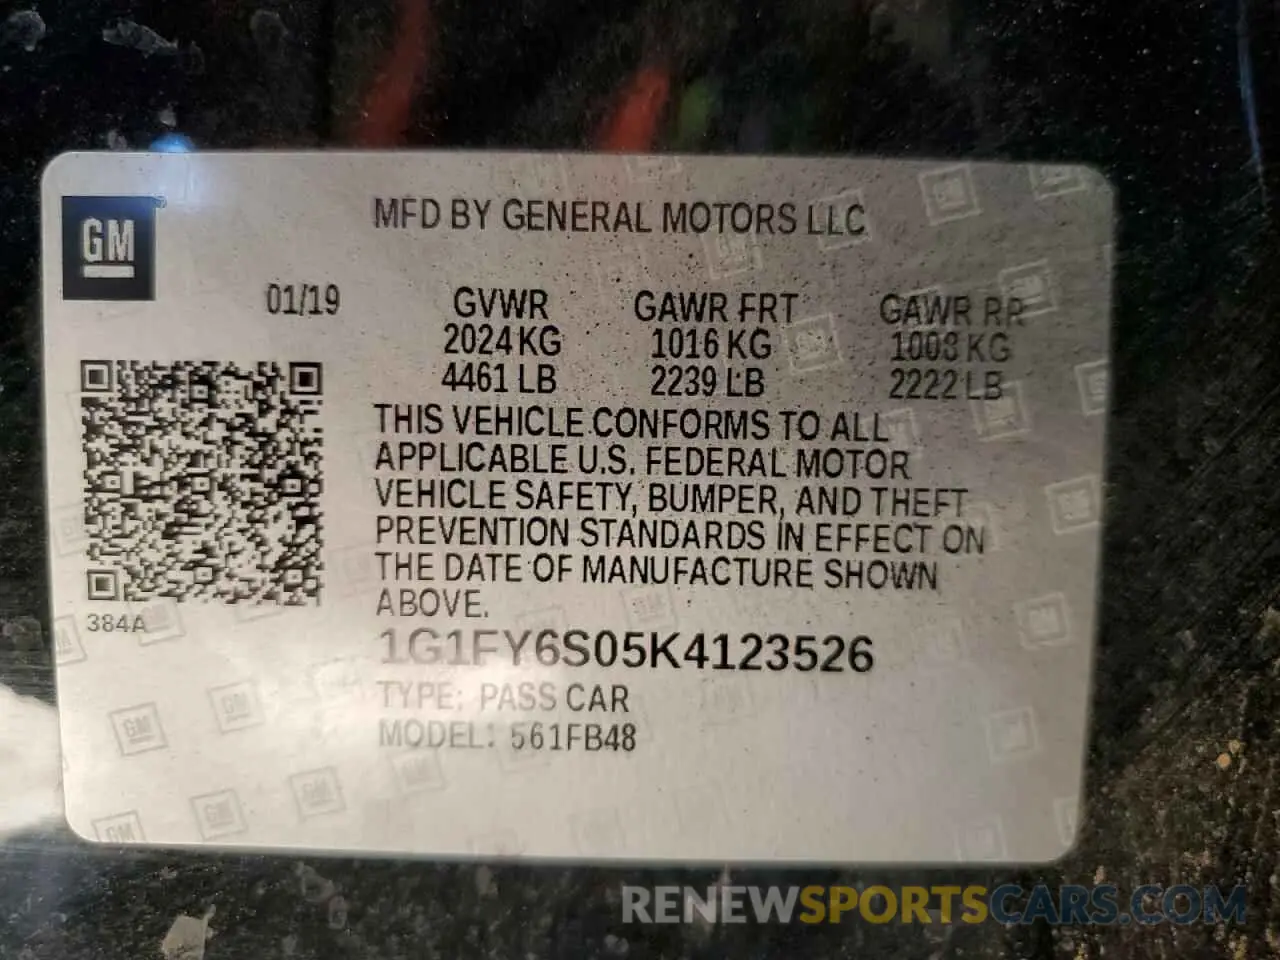 GM
MFD BY GENERAL MOTORS LLC
01/19 GVWR GAWR FRT GAWR RR
2024 KG 1016 KG 1008 KG
4461 LB 2239 LB 2222 LB
THIS VEHICLE CONFORMS TO ALL
APPLICABLE U.S. FEDERAL MOTOR
VEHICLE SAFETY, BUMPER, AND THEFT
PREVENTION STANDARDS IN EFFECT ON
THE DATE OF MANUFACTURE SHOWN
ABOVE.
384A
1G1FY6S05K4123526
TYPE: PASS CAR
MODEL: 561FB48
RENEWSPORTSCARS.COM